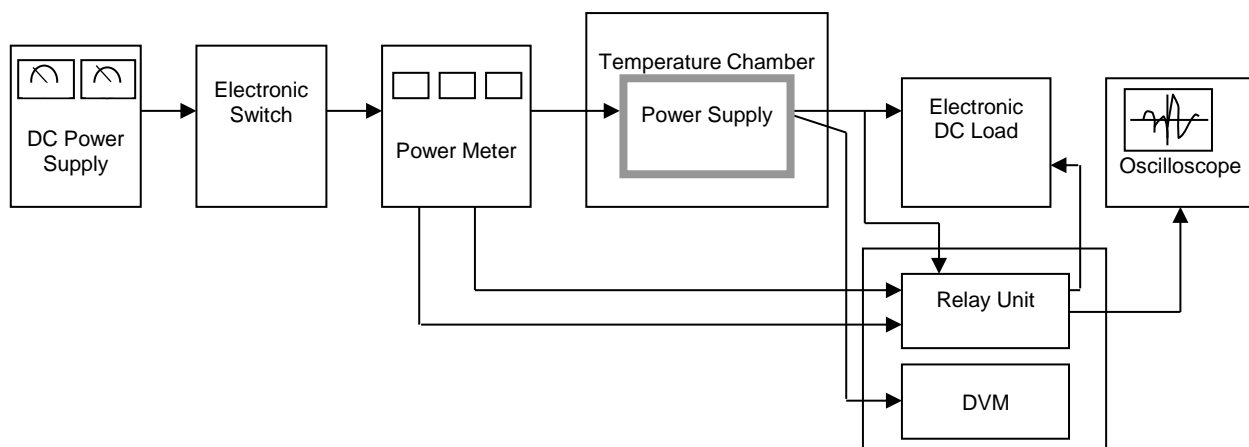 DC Power
Supply
Electronic
Switch
Power Meter
Temperature Chamber
Power Supply
Electronic
DC Load
Oscilloscope
Relay Unit
DVM